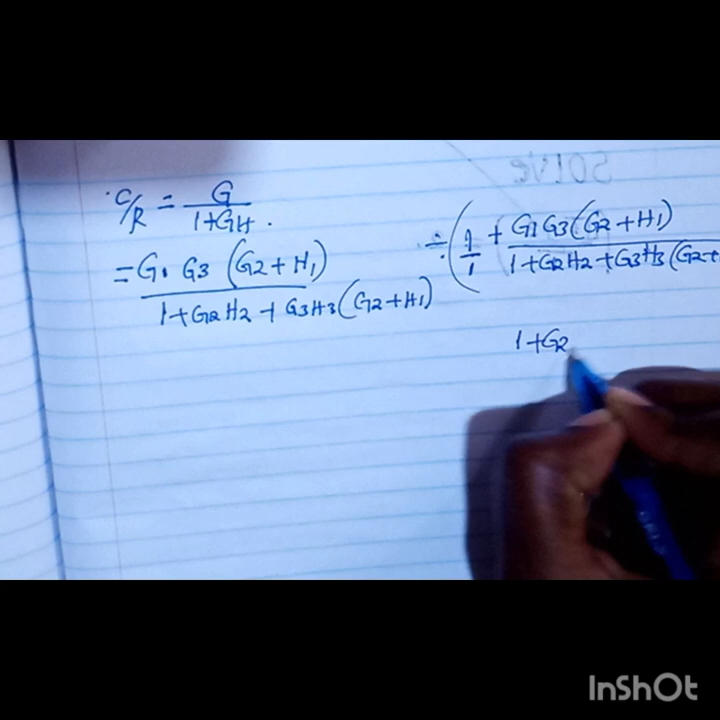 SOLVE
C/R = G / 1+GH .
= G1 G3 (G2+H1) / 1+G2H2 + G3H3(G2+H1) ÷ (1/1 + G1G3(G2+H1) / 1+G2H2+G3H3(G2+
1+G2
InShOt